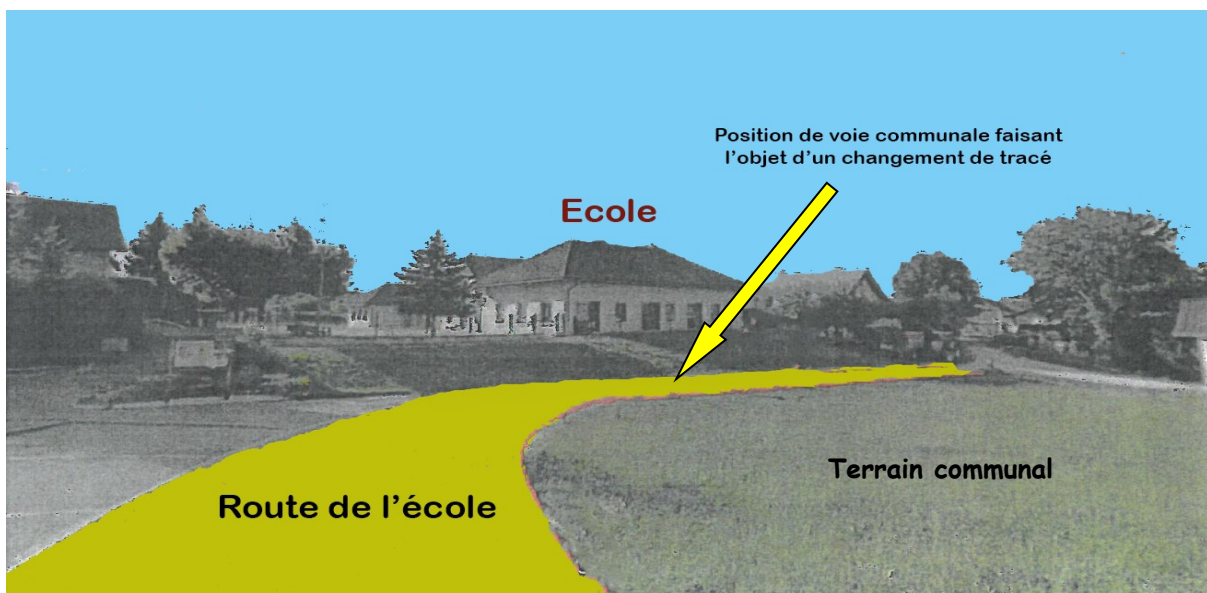 Position de voie communale faisant
l'objet d'un changement de tracé
Ecole
Terrain communal
Route de l'école